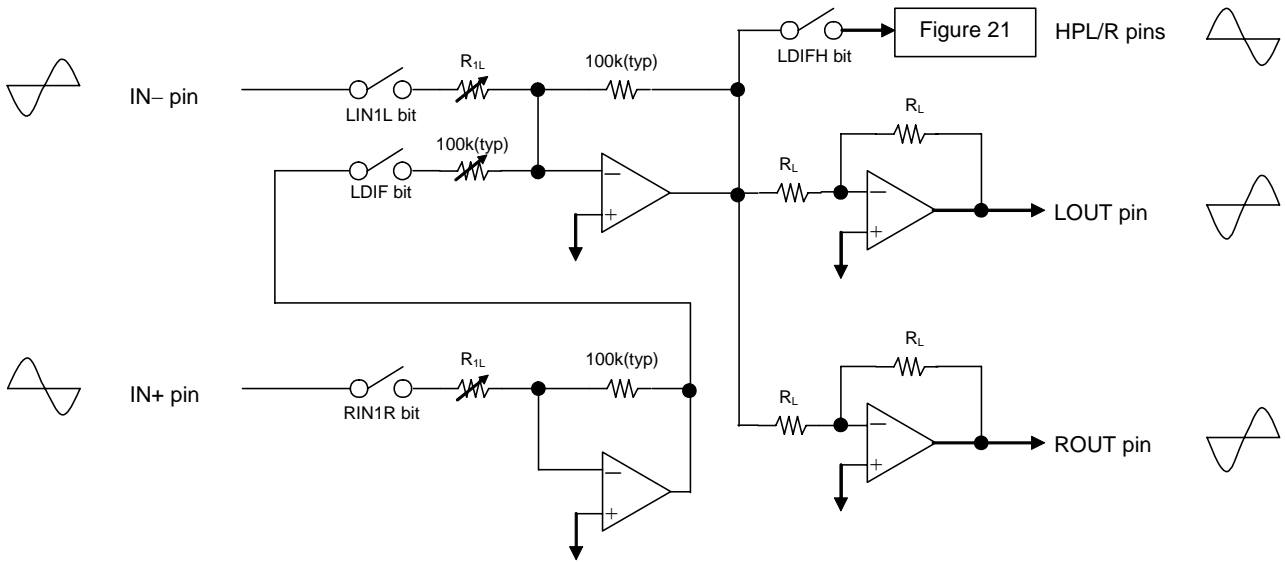 Figure 21
HPL/R pins
LDIFH bit
R1L
100k(typ)
IN− pin
LIN1L bit
100k(typ)
LDIF bit
RL
RL
−
+
−
+
LOUT pin
R1L
100k(typ)
IN+ pin
RIN1R bit
RL
RL
−
+
−
+
ROUT pin